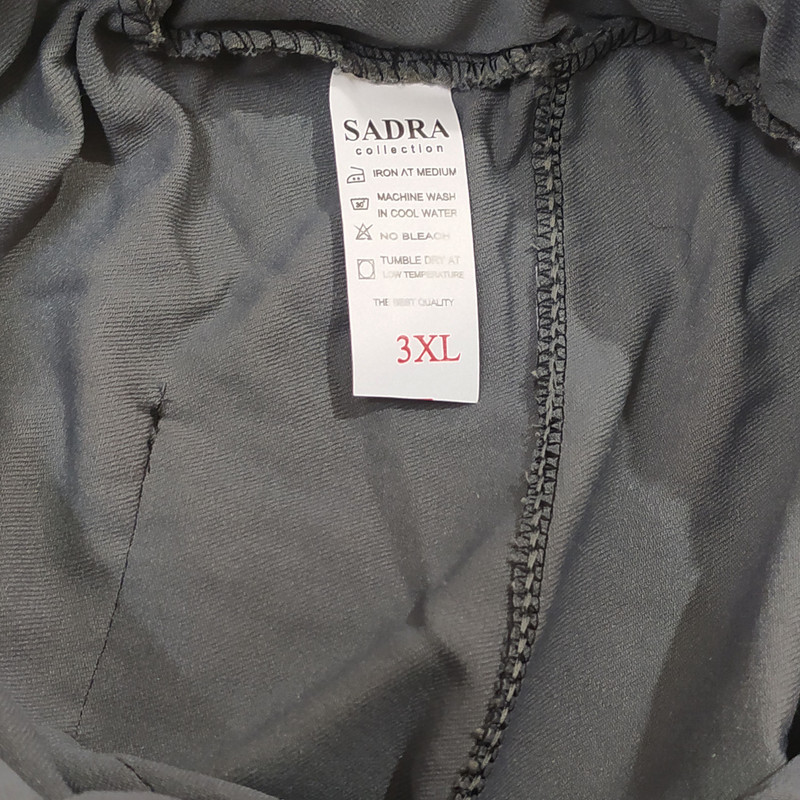 SADRA
collection
IRON AT MEDIUM
MACHINE WASH
30°
IN COOL WATER
NO BLEACH
TUMBLE DRY AT
LOW TEMPERATURE
THE BEST QUALITY
3XL